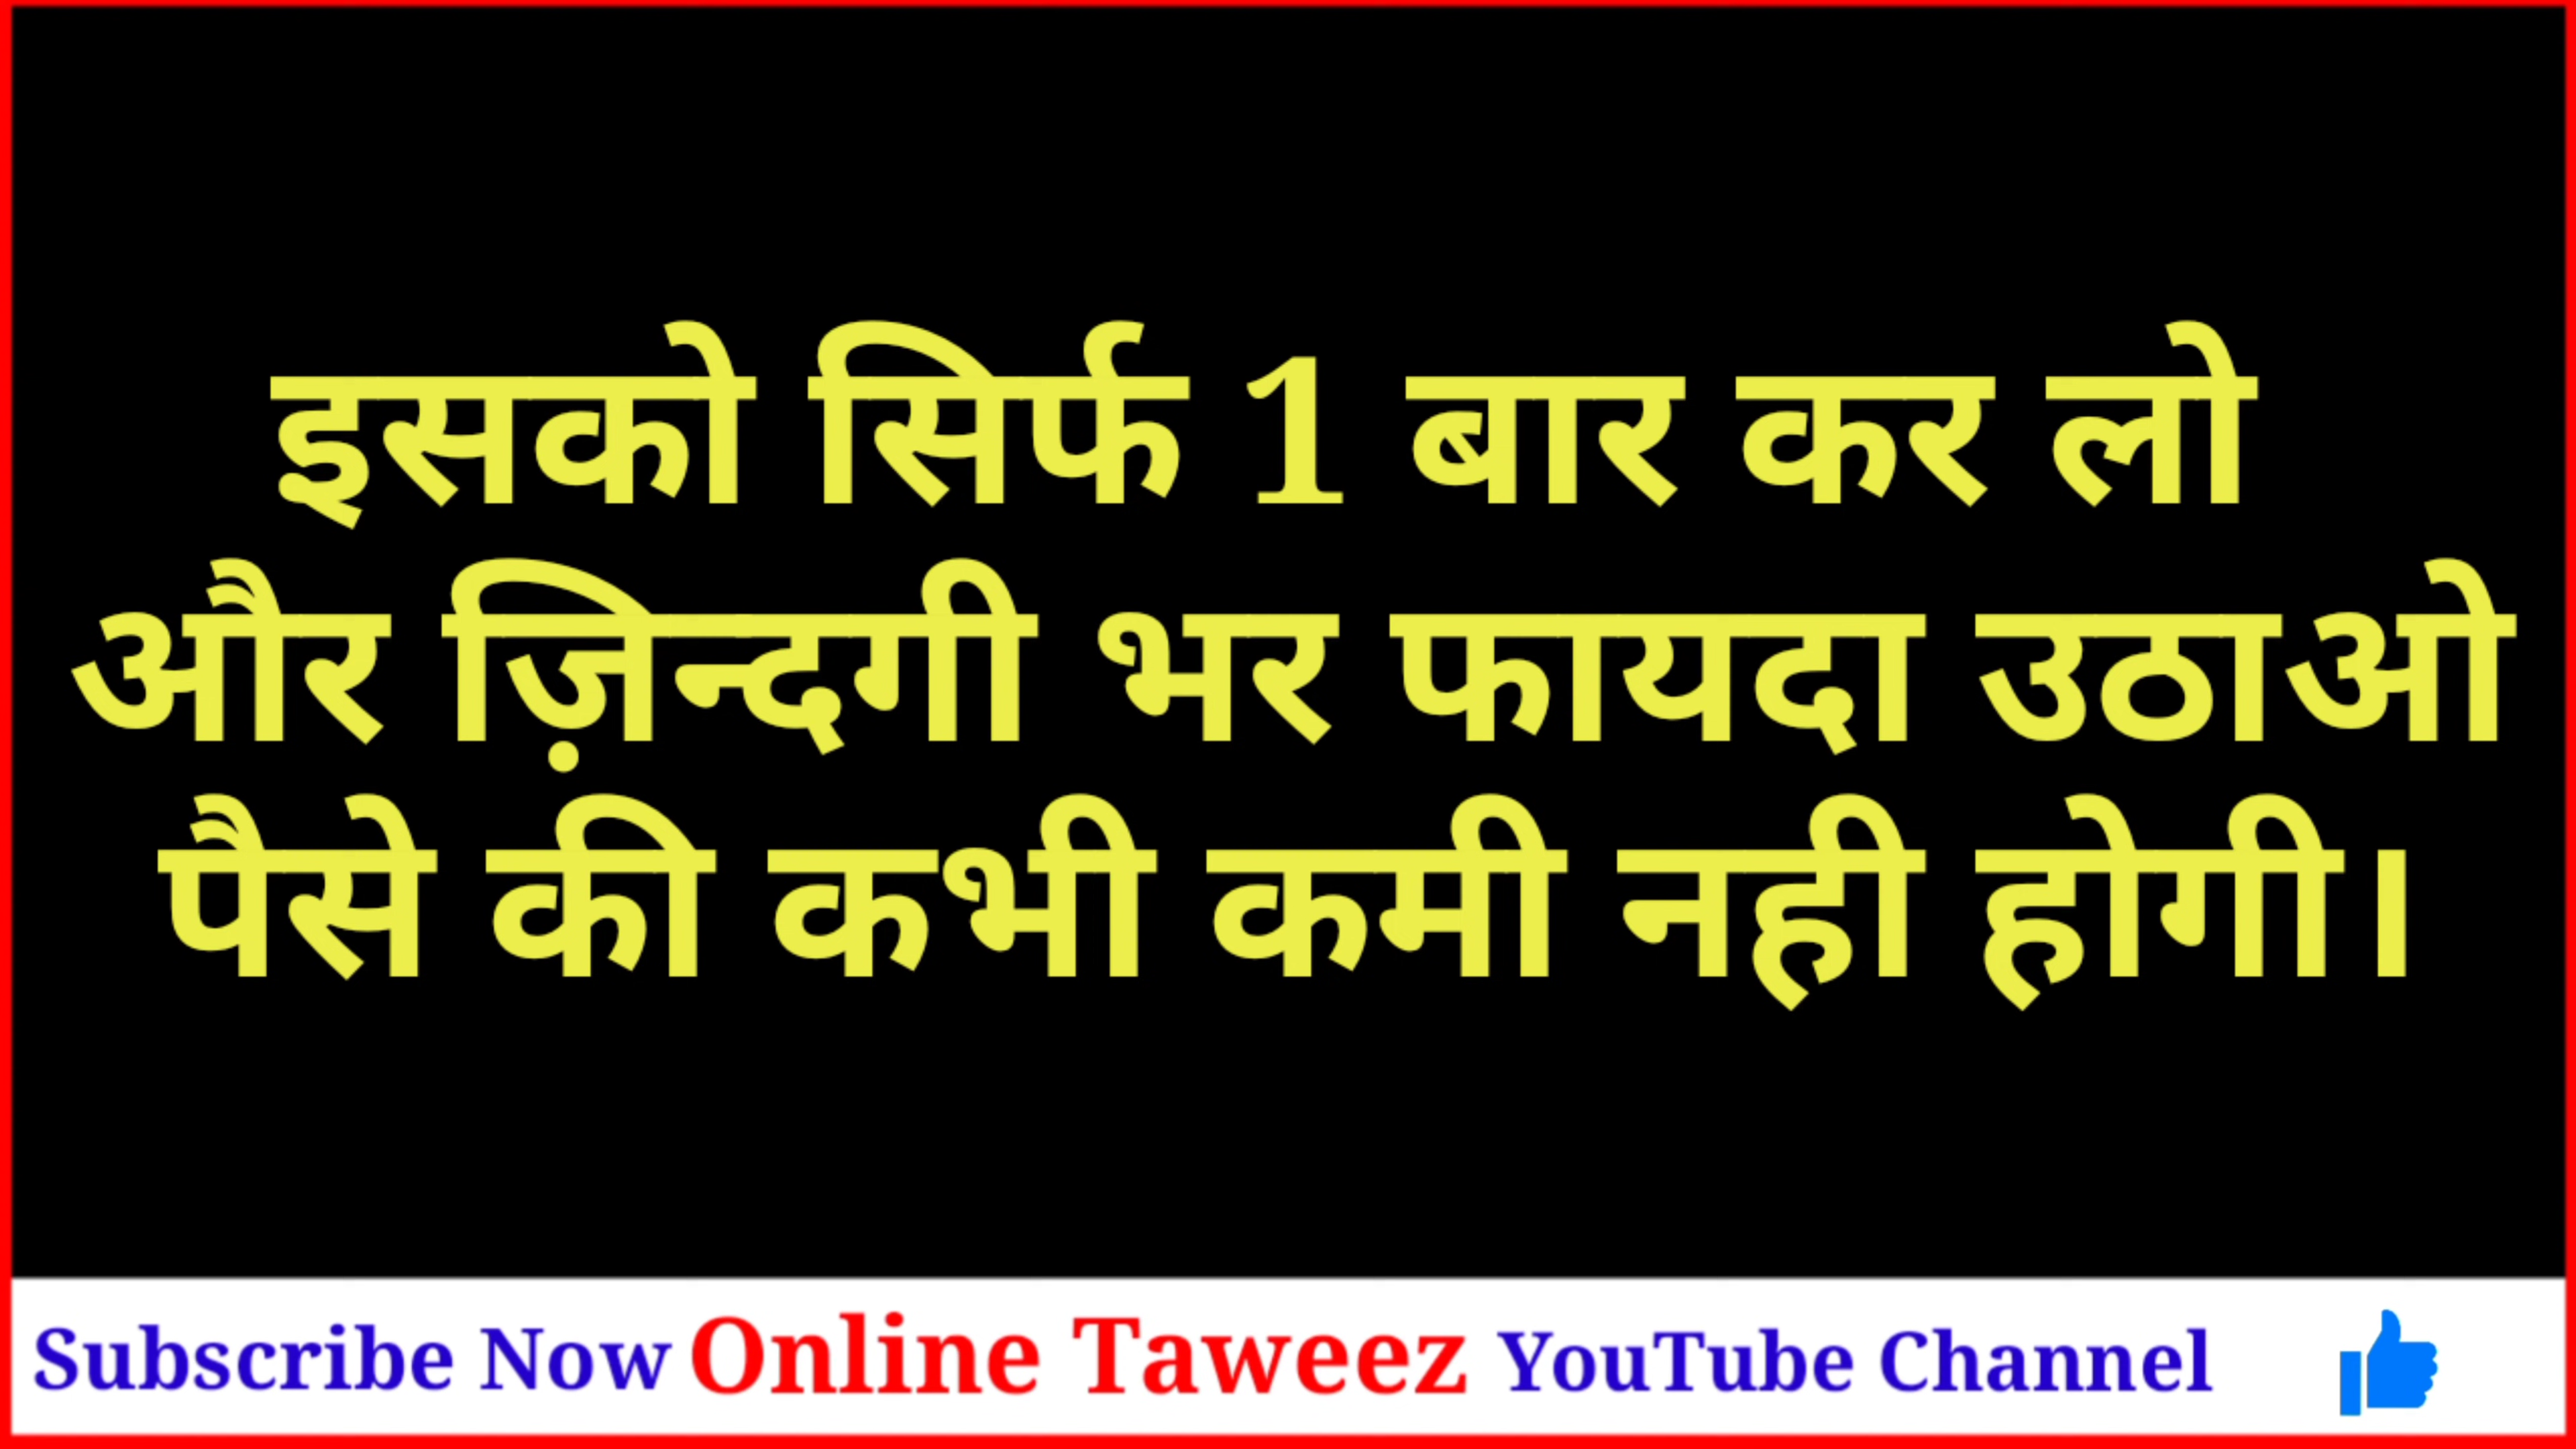 इसको सिर्फ 1 बार कर लो
और ज़िन्दगी भर फायदा उठाओ
पैसे की कभी कमी नही होगी।
Subscribe Now Online Taweez YouTube Channel